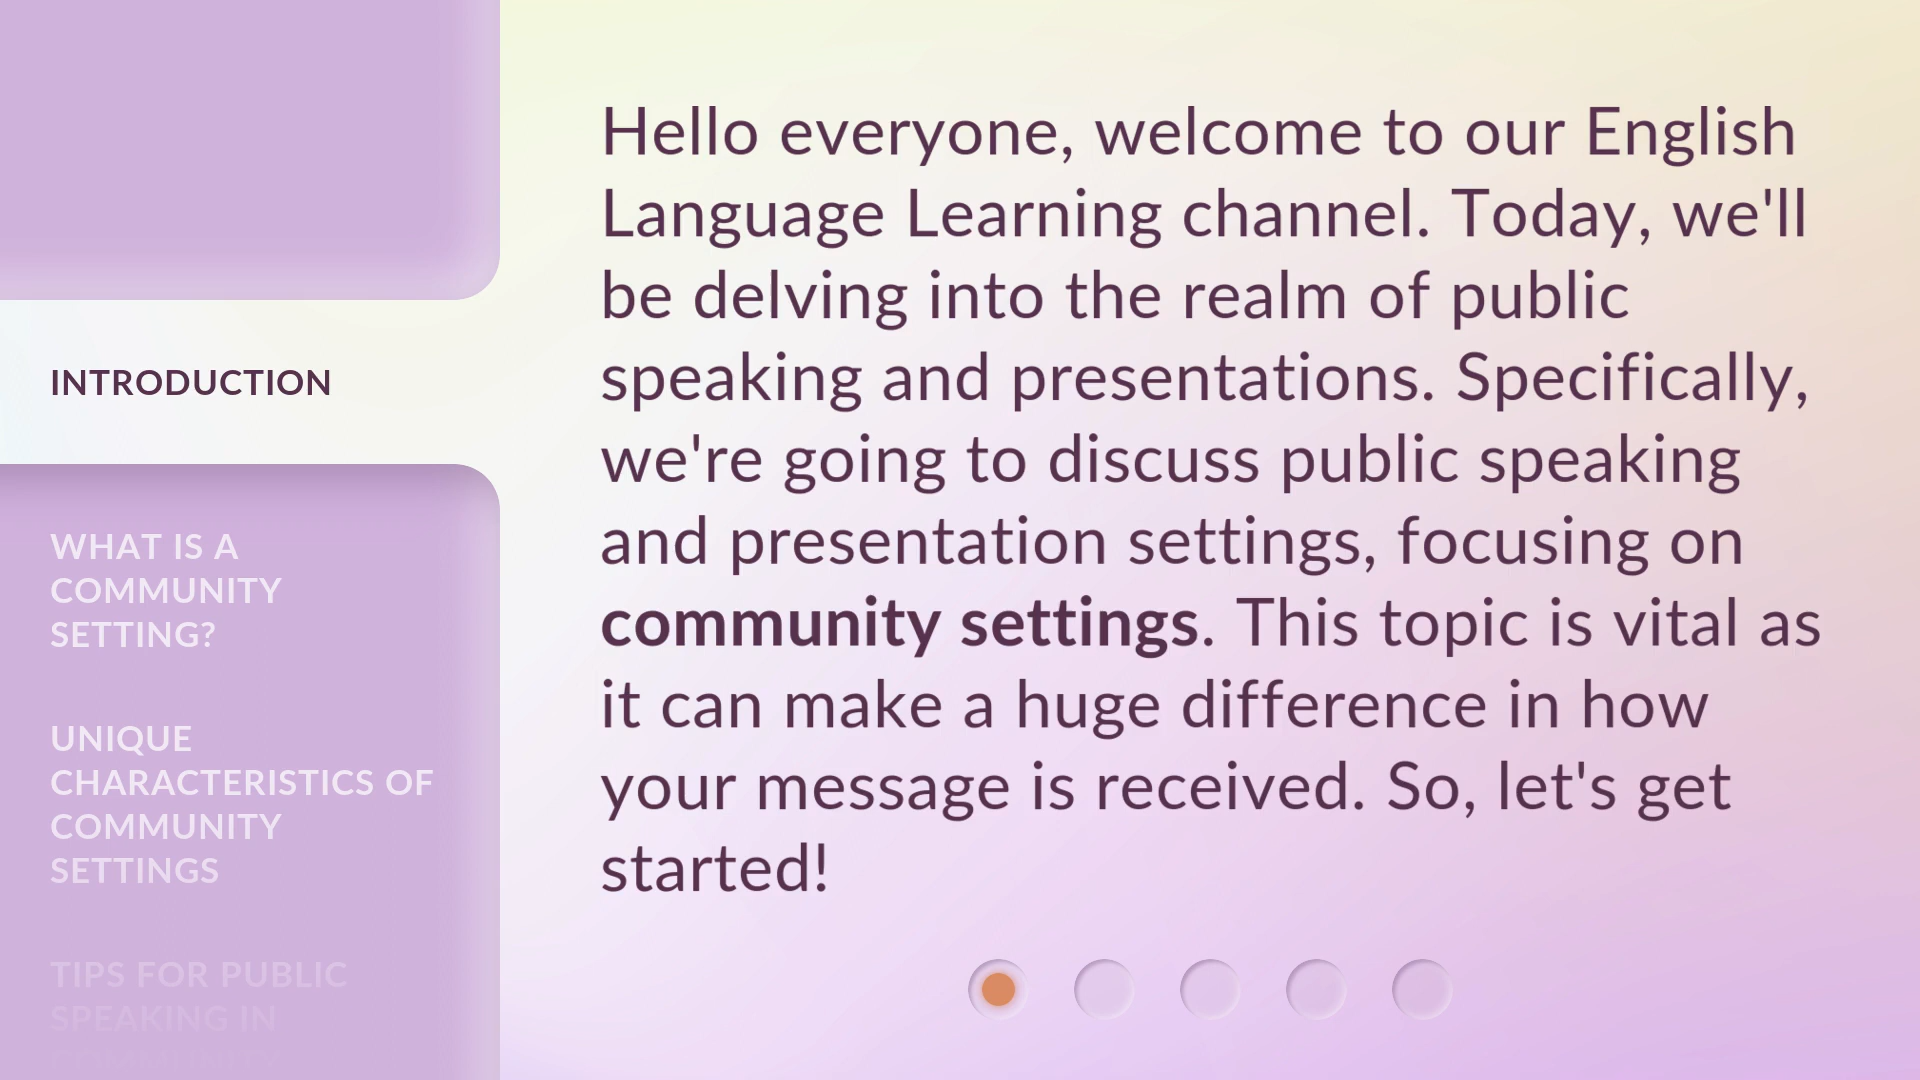 INTRODUCTION
WHAT IS A
COMMUNITY
SETTING?
UNIQUE
CHARACTERISTICS OF
COMMUNITY
SETTINGS
TIPS FOR PUBLIC
SPEAKING IN
COMMUNITY
Hello everyone, welcome to our English
Language Learning channel. Today, we'll
be delving into the realm of public
speaking and presentations. Specifically,
we're going to discuss public speaking
and presentation settings, focusing on
community settings. This topic is vital as
it can make a huge difference in how
your message is received. So, let's get
started!